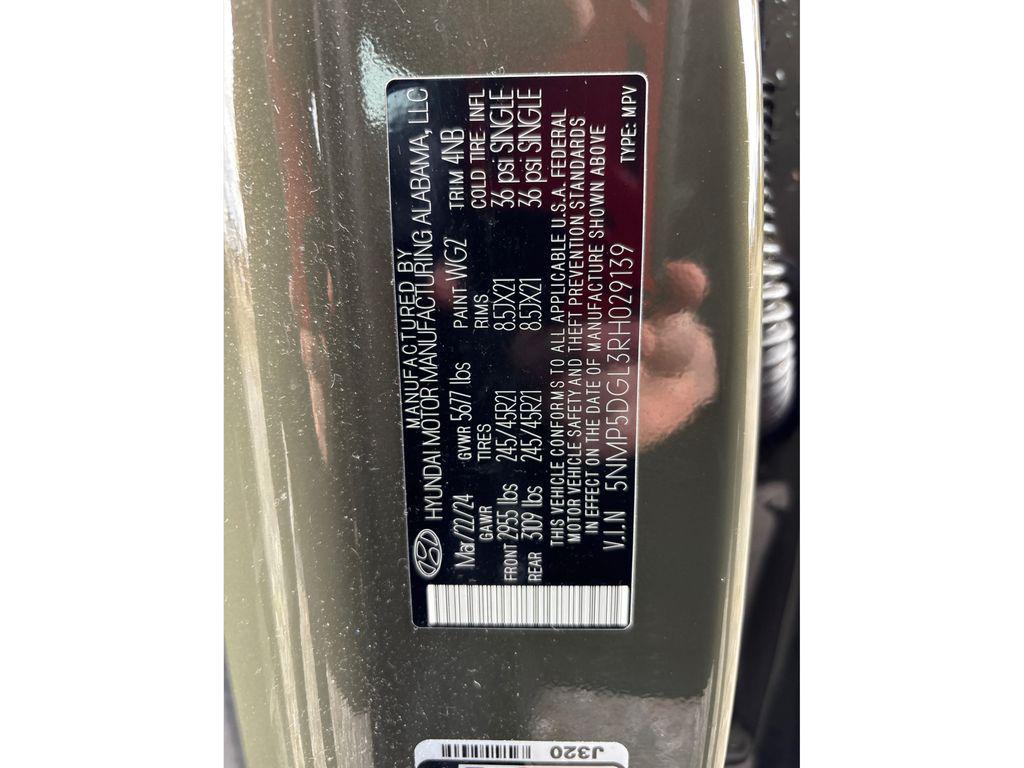 MANUFACTURED BY
HYUNDAI MOTOR MANUFACTURING ALABAMA, LLC
Mar/22/24 GVWR 5677 lbs PAINT WG2 TRIM 4NB
GAWR TIRES RIMS COLD TIRE INFL
FRONT 2955 lbs 245/45R21 8.5JX21 36 psi SINGLE
REAR 3109 lbs 245/45R21 8.5JX21 36 psi SINGLE
THIS VEHICLE CONFORMS TO ALL APPLICABLE U.S.A. FEDERAL
MOTOR VEHICLE SAFETY AND THEFT PREVENTION STANDARDS
IN EFFECT ON THE DATE OF MANUFACTURE SHOWN ABOVE
V.I.N 5NMP5DGL3RH029139 TYPE: MPV
J320